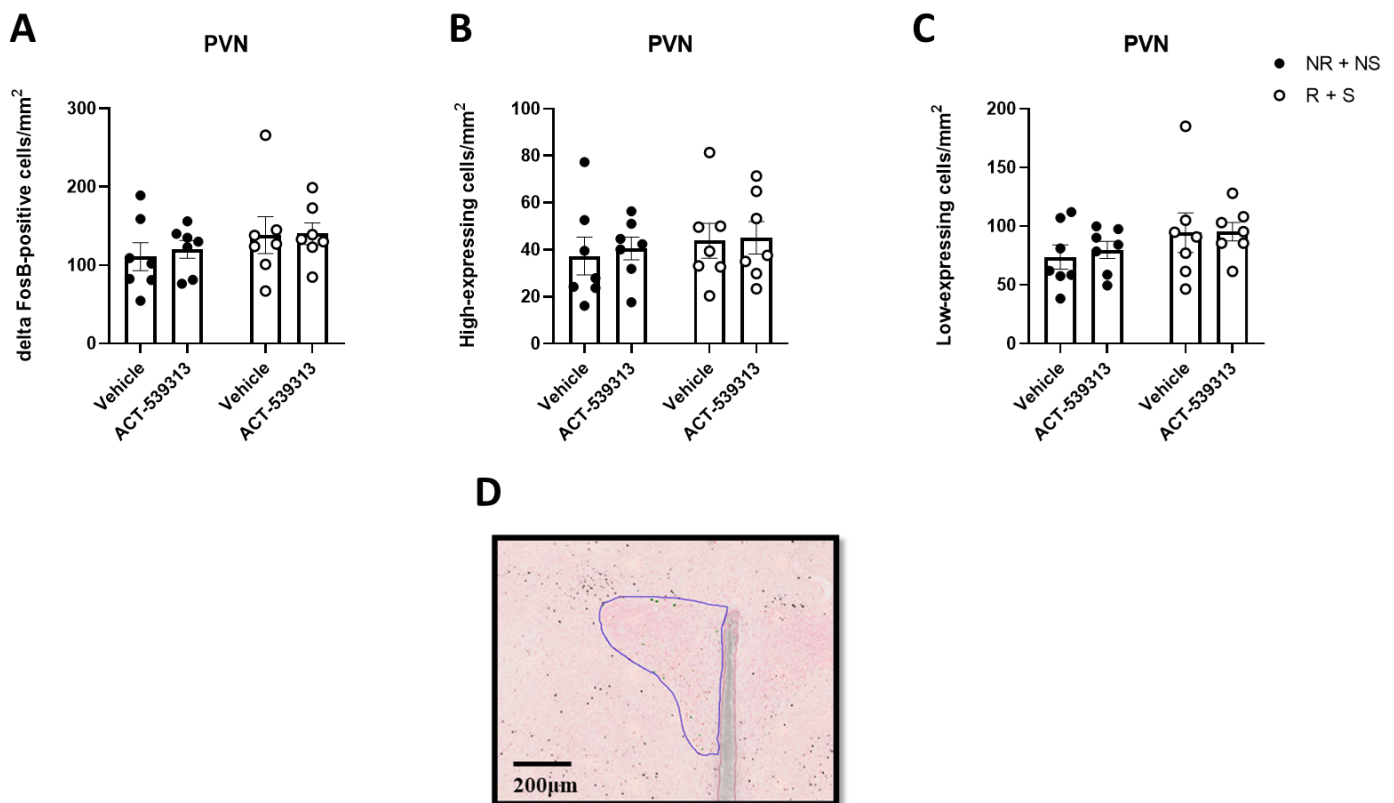 A
PVN
delta FosB-positive cells/mm²
300
200
100
0
Vehicle
ACT-539313
Vehicle
ACT-539313
B
PVN
High-expressing cells/mm²
100
80
60
40
20
0
Vehicle
ACT-539313
Vehicle
ACT-539313
C
PVN
Low-expressing cells/mm²
200
150
100
50
0
Vehicle
ACT-539313
Vehicle
ACT-539313
NR + NS
R + S
D
200μm